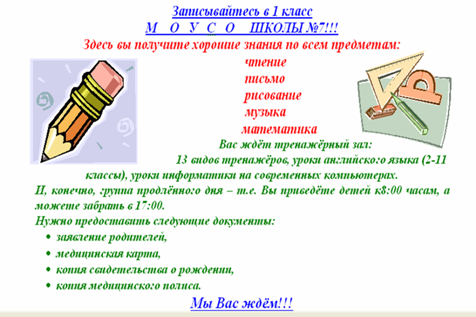 Записывайтесь в 1 класс
М О У С О ШКОЛЫ №7!!!
Здесь вы получите хорошие знания по всем предметам:
чтение
письмо
рисование
музыка
математика
Вас ждёт тренажёрный зал:
13 видов тренажёров, уроки английского языка (2-11
классы), уроки информатики на современных компьютерах.
И, конечно, группа продлённого дня – т.е. Вы приведёте детей к8:00 часам, а
можете забрать в 17:00.
Нужно предоставить следующие документы:
• заявление родителей,
• медицинская карта,
• копия свидетельства о рождении,
• копия медицинского полиса.
Мы Вас ждём!!!